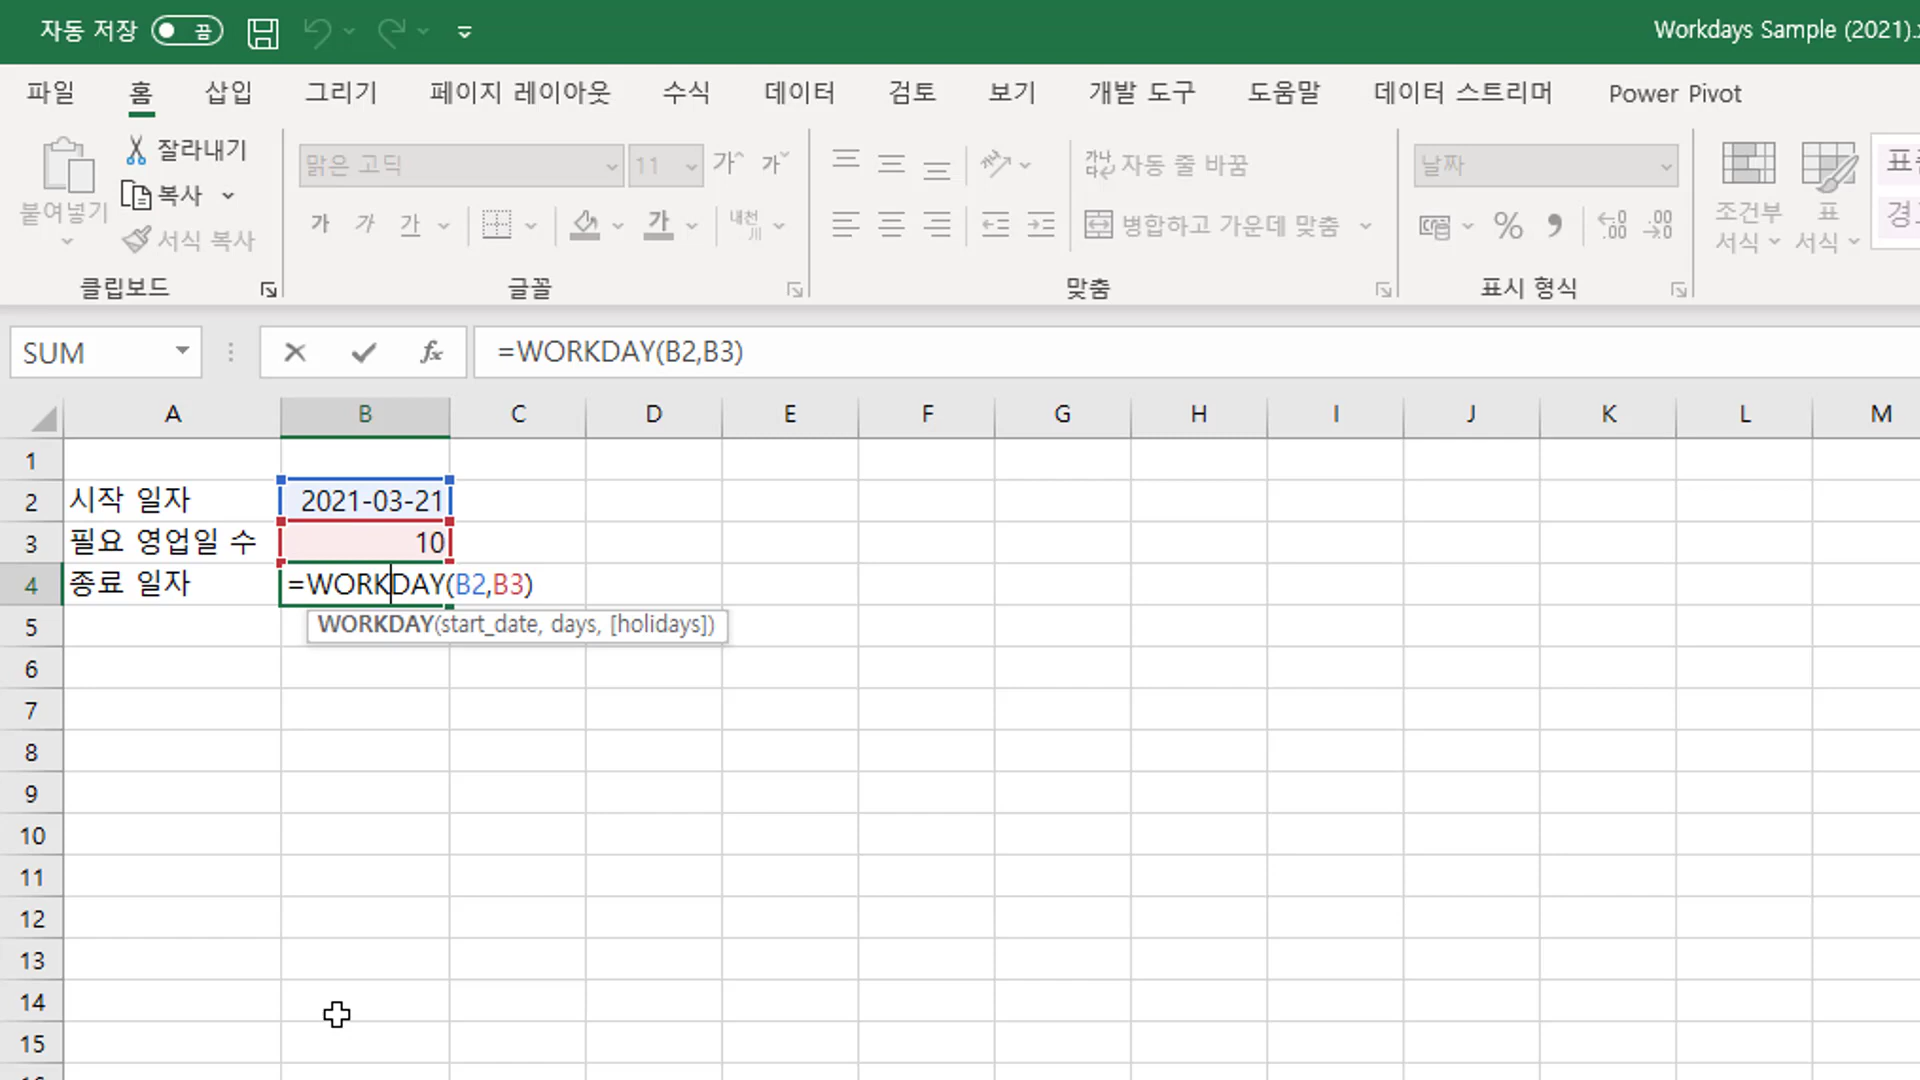 자동 저장 끔 Workdays Sample (2021).
파일 홈 삽입 그리기 페이지 레이아웃 수식 데이터 검토 보기 개발 도구 도움말 데이터 스트리머 Power Pivot
붙여넣기 잘라내기
복사
서식 복사
클립보드
맑은 고딕 11 가 가
가 가 가 가 내천
글꼴
가나다 자동 줄 바꿈
병합하고 가운데 맞춤
맞춤
날짜
% , .00 .00
표시 형식
조건부 서식 표 서식
SUM fx =WORKDAY(B2,B3)
A B C D E F G H I J K L M
1
2 시작 일자 2021-03-21
3 필요 영업일 수 10
4 종료 일자 =WORKDAY(B2,B3)
WORKDAY(start_date, days, [holidays])
5
6
7
8
9
10
11
12
13
14
15